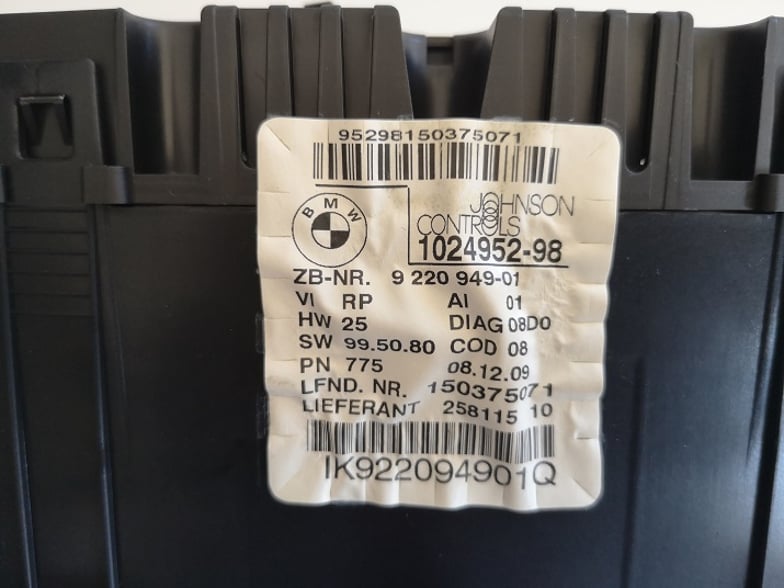 95298150375071
BMW
JOHNSON
CONTROLS
1024952-98
ZB-NR. 9 220 949-01
VI RP AI 01
HW 25 DIAG 08D0
SW 99.50.80 COD 08
PN 775 08.12.09
LFND. NR. 150375071
LIEFERANT 258115 10
IK922094901Q